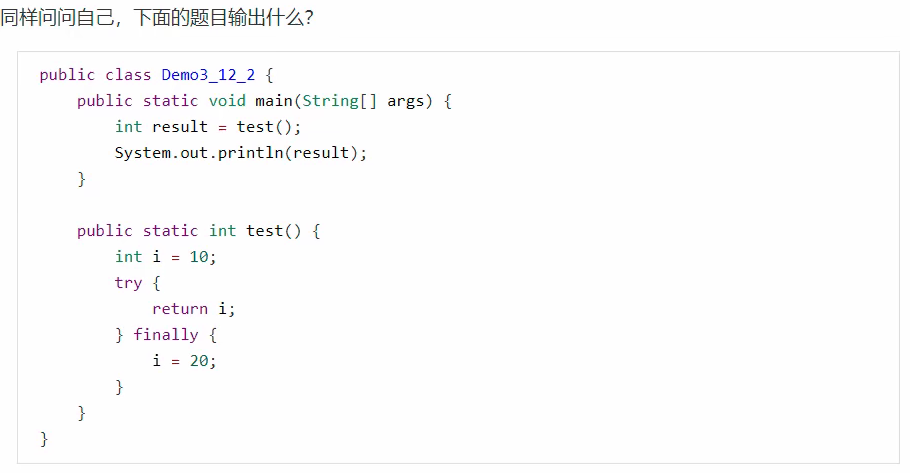 同样问问自己，下面的题目输出什么？
public class Demo3_12_2 {
    public static void main(String[] args) {
        int result = test();
        System.out.println(result);
    }

    public static int test() {
        int i = 10;
        try {
            return i;
        } finally {
            i = 20;
        }
    }
}